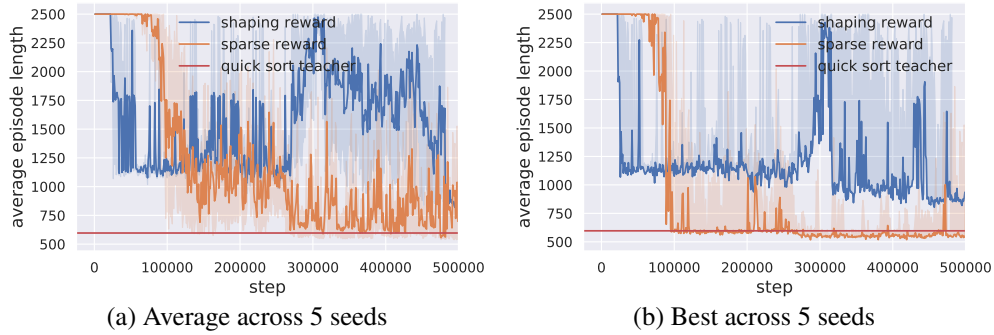 2500
2250
2000
1750
1500
1250
1000
750
500
average episode length
shaping reward
sparse reward
quick sort teacher
0
100000
200000
300000
400000
500000
step
(a) Average across 5 seeds
2500
2250
2000
1750
1500
1250
1000
750
500
average episode length
shaping reward
sparse reward
quick sort teacher
0
100000
200000
300000
400000
500000
step
(b) Best across 5 seeds